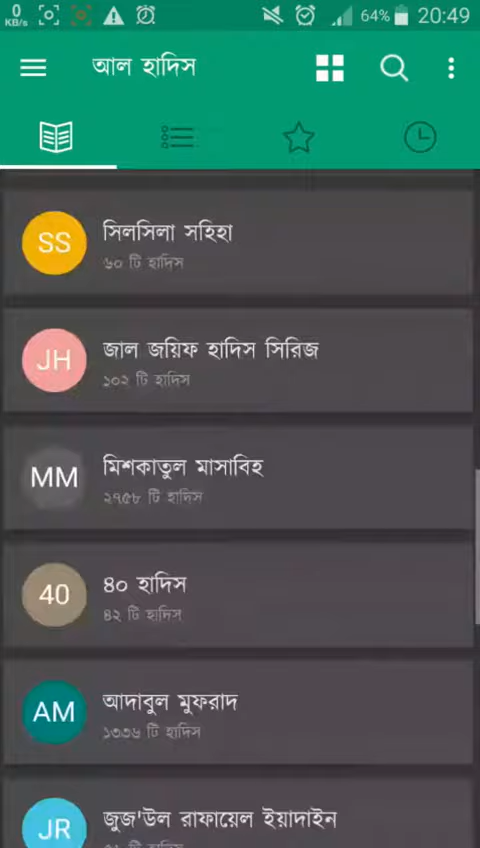 0
KB/s
64%
20:49
আল হাদিস
SS
সিলসিলা সহিহা
৬০ টি হাদিস
JH
জাল জয়িফ হাদিস সিরিজ
১০২ টি হাদিস
MM
মিশকাতুল মাসাবিহ
২৭৫৮ টি হাদিস
40
৪০ হাদিস
৪২ টি হাদিস
AM
আদাবুল মুফরাদ
১৩৩৬ টি হাদিস
JR
জুজ'উল রাফায়েল ইয়াদাইন
টি হাদিস